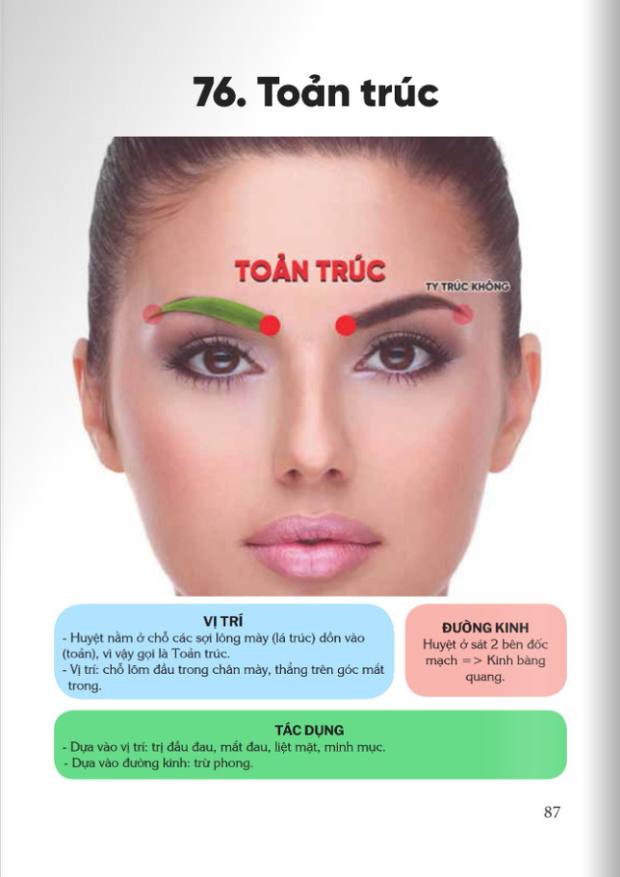 76. Toản trúc
TOẢN TRÚC
TY TRÚC KHÔNG
VỊ TRÍ
- Huyệt nằm ở chỗ các sợi lông mày (lá trúc) dồn vào
(toản), vì vậy gọi là Toản trúc.
- Vị trí: chỗ lõm đầu trong chân mày, thẳng trên góc mắt
trong.
ĐƯỜNG KINH
Huyệt ở sát 2 bên đốc
mạch => Kinh bàng
quang.
TÁC DỤNG
- Dựa vào vị trí: trị đầu đau, mắt đau, liệt mặt, minh mục.
- Dựa vào đường kinh: trừ phong.
87